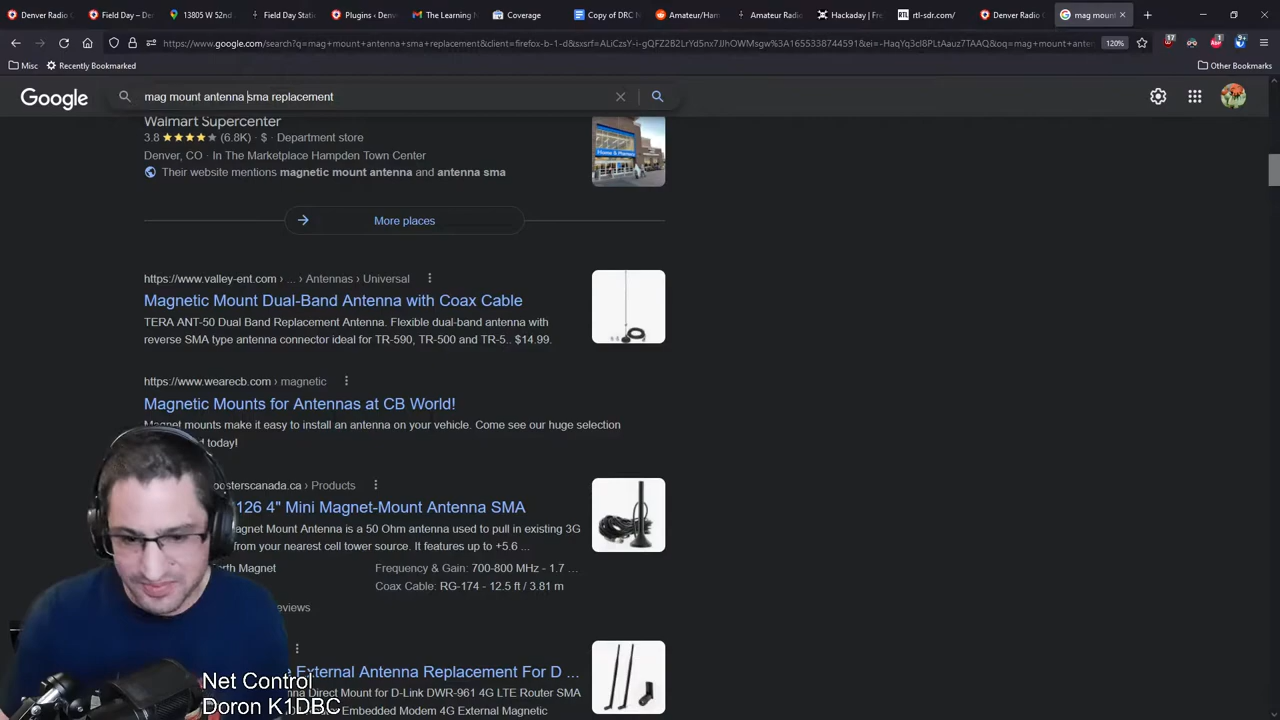 Denver Radio C
Field Day – De
13805 W 52nd
Field Day Stati
Plugins ‹ Denve
The Learning N
Coverage
Copy of DRC N
Amateur/Ham
Amateur Radio
Hackaday | Fre
rtl-sdr.com/
Denver Radio C
mag mount
120%
Misc
Recently Bookmarked
Other Bookmarks
Google
mag mount antenna sma replacement
Walmart Supercenter
3.8 (6.8K) · $ · Department store
Denver, CO · In The Marketplace Hampden Town Center
Their website mentions magnetic mount antenna and antenna sma
More places
https://www.valley-ent.com › ... › Antennas › Universal
Magnetic Mount Dual-Band Antenna with Coax Cable
TERA ANT-50 Dual Band Replacement Antenna. Flexible dual-band antenna with
reverse SMA type antenna connector ideal for TR-590, TR-500 and TR-5.. $14.99.
https://www.wearecb.com › magnetic
Magnetic Mounts for Antennas at CB World!
Magnet mounts make it easy to install an antenna on your vehicle. Come see our huge selection
today!
› Products
126 4" Mini Magnet-Mount Antenna SMA
Magnet Mount Antenna is a 50 Ohm antenna used to pull in existing 3G
from your nearest cell tower source. It features up to +5.6 ...
Magnet
Frequency & Gain: 700-800 MHz - 1.7 ...
Coax Cable: RG-174 - 12.5 ft / 3.81 m
External Antenna Replacement For D ...
Direct Mount for D-Link DWR-961 4G LTE Router SMA
Embedded Modem 4G External Magnetic
Net Control
Doron K1DBC